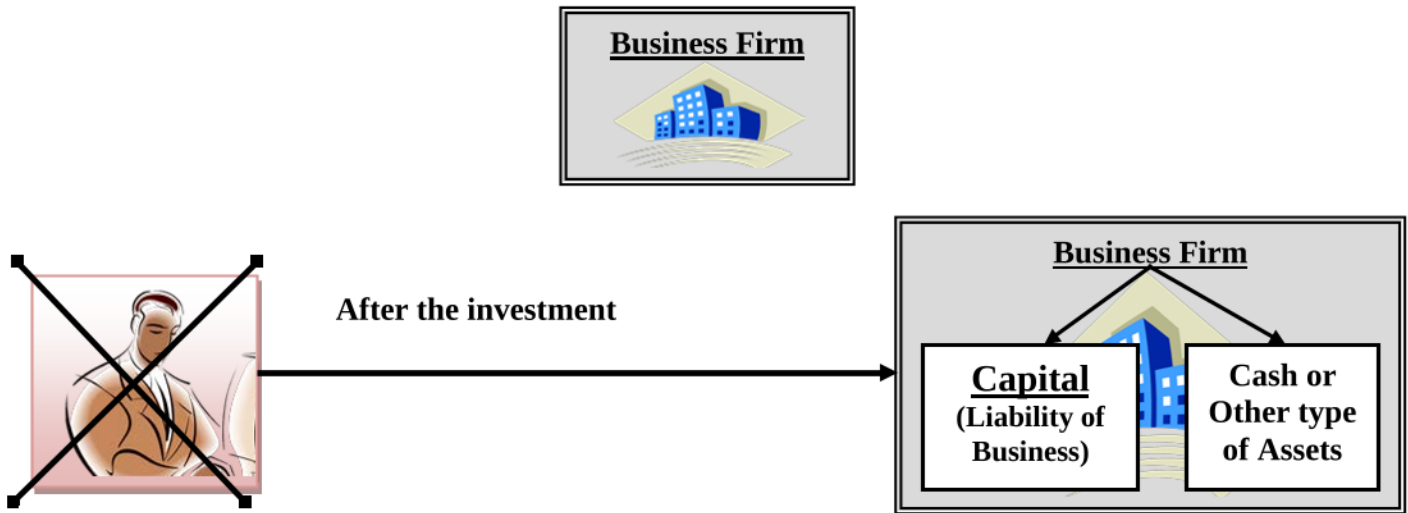 Business Firm
After the investment
Business Firm
Capital
(Liability of
Business)
Cash or
Other type
of Assets